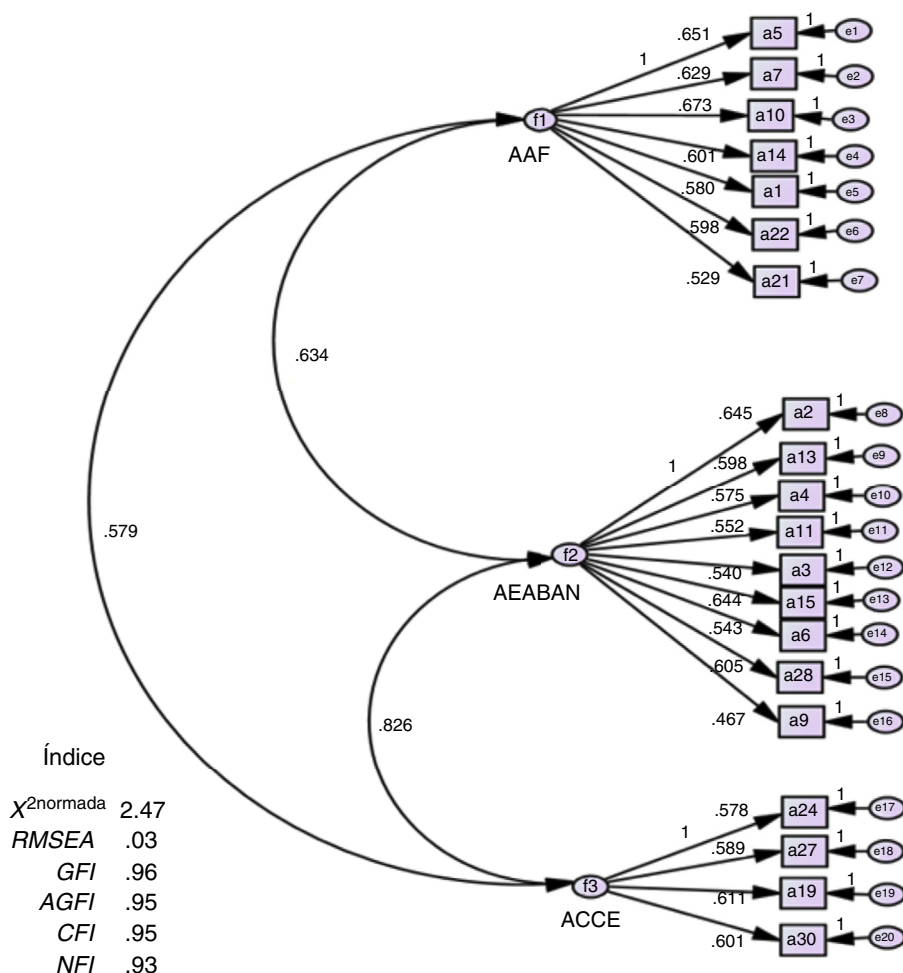 .651 a5 1 e1
1
.629 a7 1 e2
.673 a10 1 e3
f1
AAF
.601 a14 1 e4
.580 a1 1 e5
.598 a22 1 e6
.529 a21 1 e7
.634
.579
.645 a2 1 e8
1
.598 a13 1 e9
.575 a4 1 e10
.552 a11 1 e11
f2
AEABAN
.540 a3 1 e12
.644 a15 1 e13
.543 a6 1 e14
.605 a28 1 e15
.467 a9 1 e16
.826
.578 a24 1 e17
1
.589 a27 1 e18
f3
ACCE
.611 a19 1 e19
.601 a30 1 e20
Índice
X2normada 2.47
RMSEA .03
GFI .96
AGFI .95
CFI .95
NFI .93